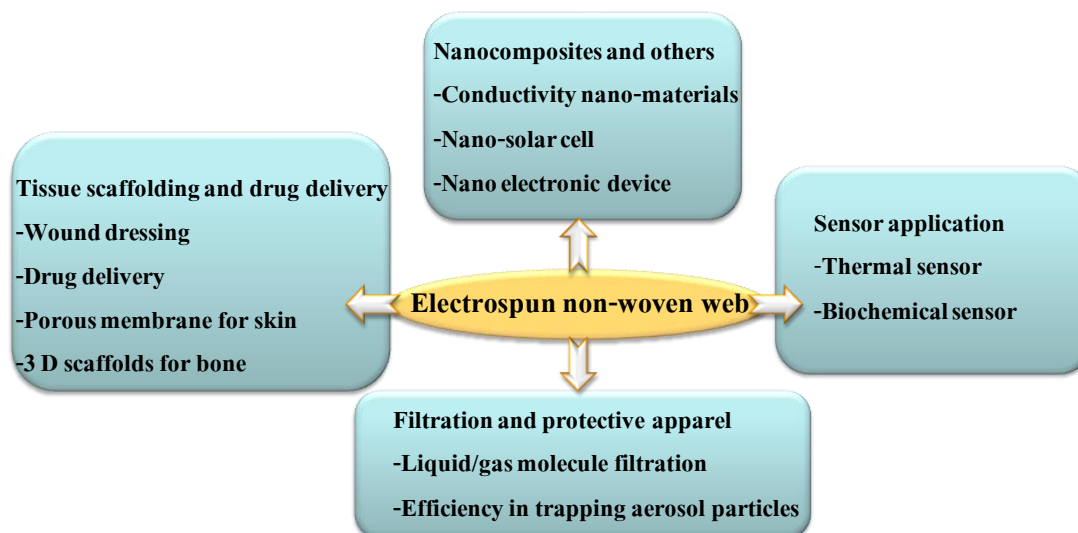 Nanocomposites and others
-Conductivity nano-materials
-Nano-solar cell
-Nano electronic device
Tissue scaffolding and drug delivery
-Wound dressing
-Drug delivery
-Porous membrane for skin
-3 D scaffolds for bone
Electrospun non-woven web
Sensor application
-Thermal sensor
-Biochemical sensor
Filtration and protective apparel
-Liquid/gas molecule filtration
-Efficiency in trapping aerosol particles